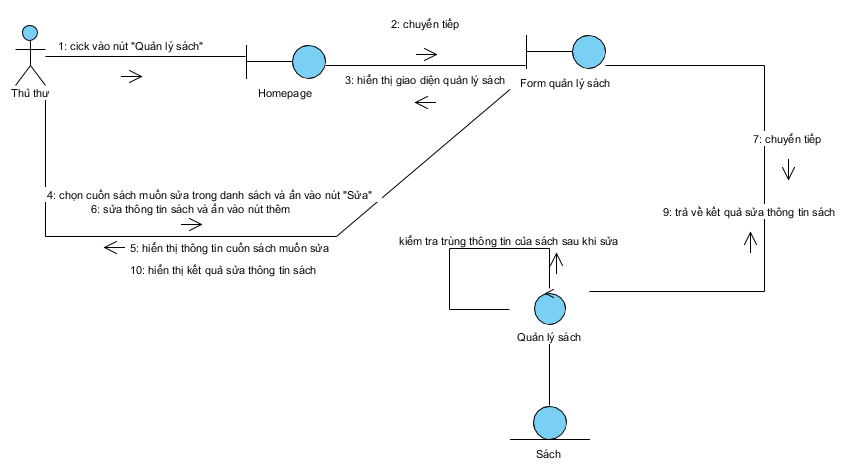 2: chuyển tiếp
1: cick vào nút "Quản lý sách"
3: hiển thị giao diện quản lý sách
Form quản lý sách
Thủ thư
Homepage
7: chuyển tiếp
4: chọn cuốn sách muốn sửa trong danh sách và ấn vào nút "Sửa"
6: sửa thông tin sách và ấn vào nút thêm
9: trả về kết quả sửa thông tin sách
5: hiển thị thông tin cuốn sách muốn sửa
kiểm tra trùng thông tin của sách sau khi sửa
10: hiển thị kết quả sửa thông tin sách
Quản lý sách
Sách